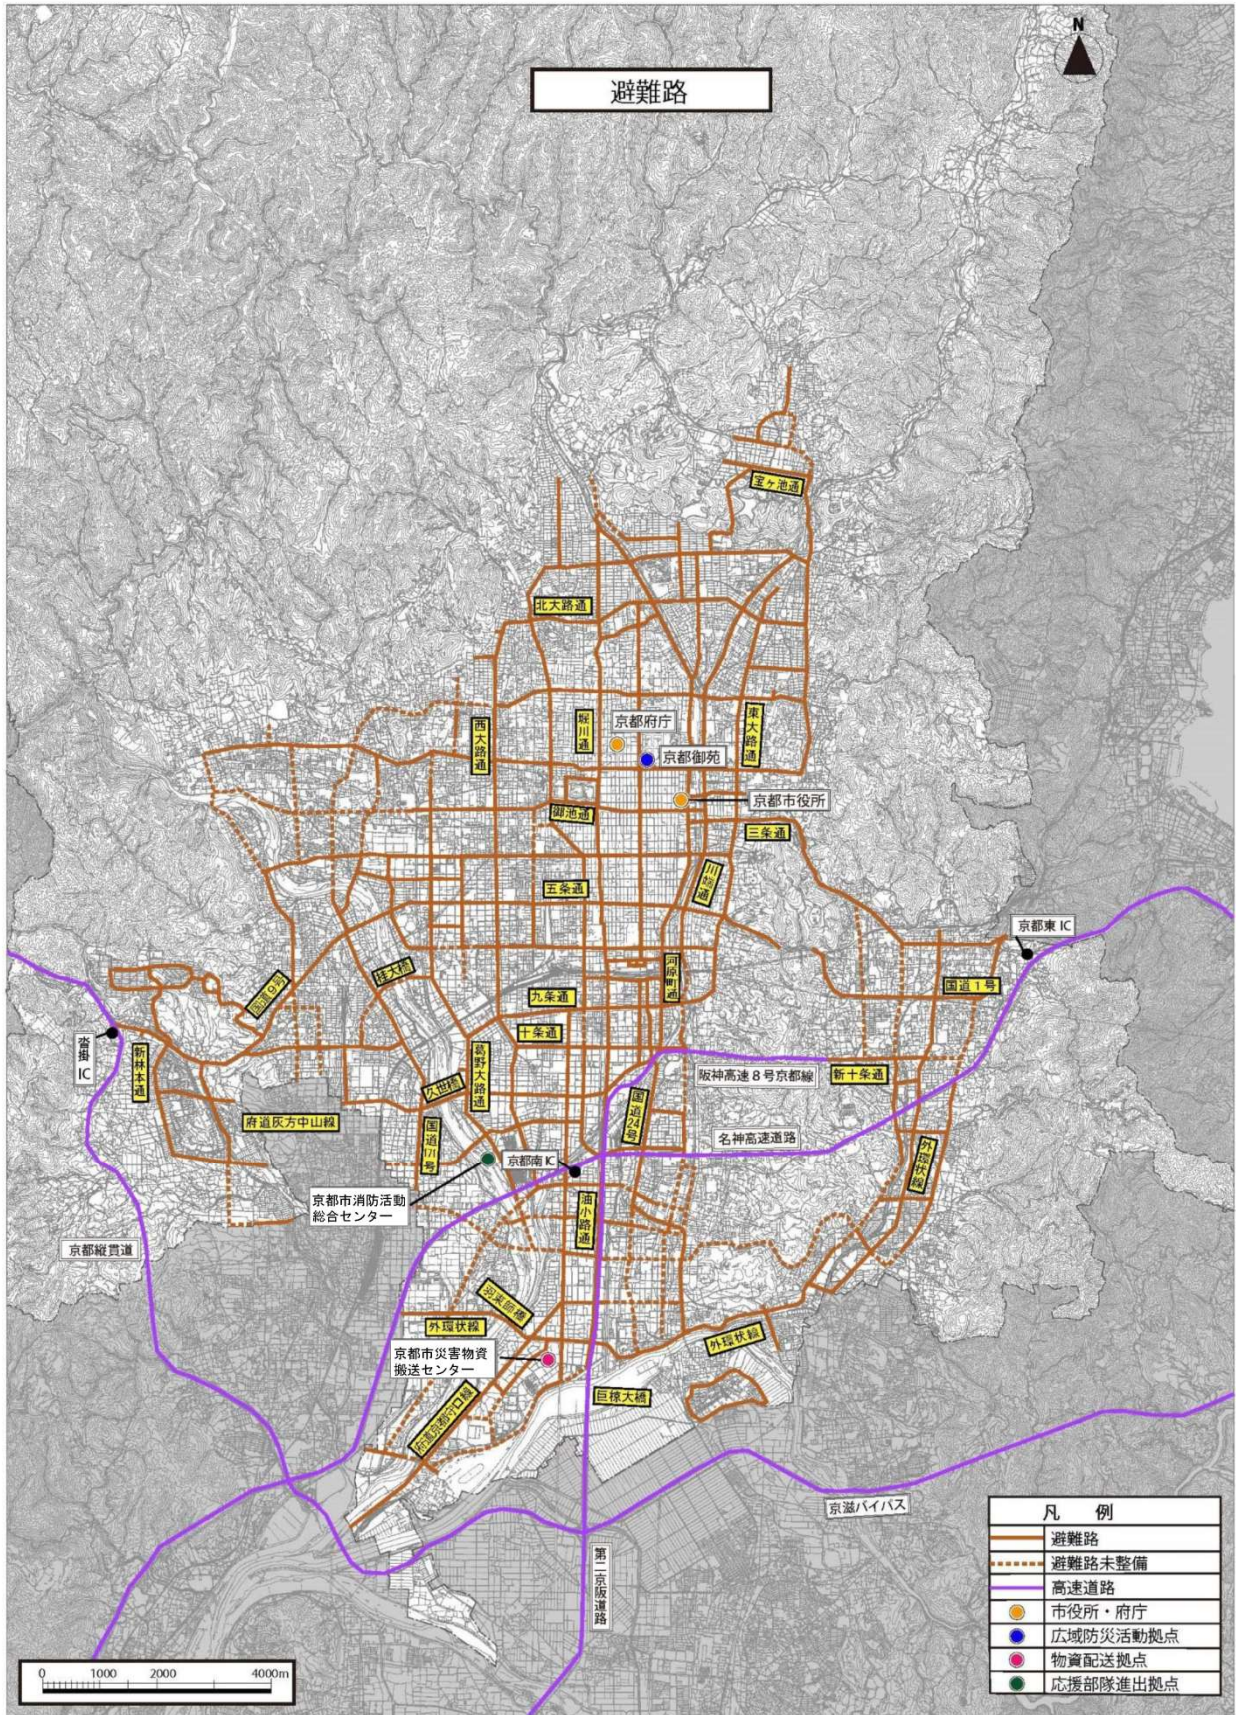 N
避難路
宝ヶ池通
北大路通
西大路通
堀川通
京都府庁
京都御苑
東大路通
京都市役所
御池通
三条通
川端通
五条通
京都東IC
国道9号
桂大橋
河原町通
九条通
国道1号
沓掛IC
新林本通
十条通
葛野大路通
久世橋
阪神高速8号京都線
新十条通
府道灰方中山線
国道171号
国道24号
名神高速道路
外環状線
京都南IC
京都市消防活動
総合センター
油小路通
京都縦貫道
羽束師橋
外環状線
外環状線
京都市災害物資
搬送センター
巨椋大橋
府道京都守口線
京滋バイパス
第二京阪道路
凡 例
避難路
避難路未整備
高速道路
市役所・府庁
広域防災活動拠点
物資配送拠点
応援部隊進出拠点
0 1000 2000 4000m